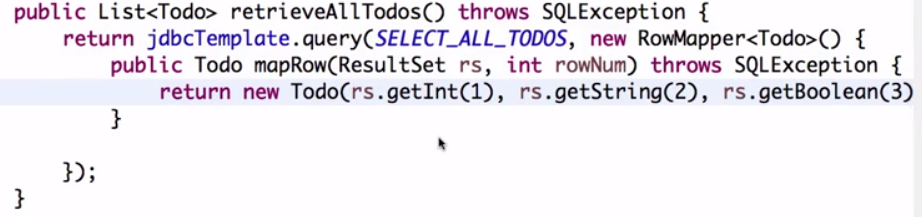 public List<Todo> retrieveAllTodos() throws SQLException {
return jdbcTemplate.query(SELECT_ALL_TODOS, new RowMapper<Todo>() {
public Todo mapRow(ResultSet rs, int rowNum) throws SQLException {
return new Todo(rs.getInt(1), rs.getString(2), rs.getBoolean(3)
}
});
}